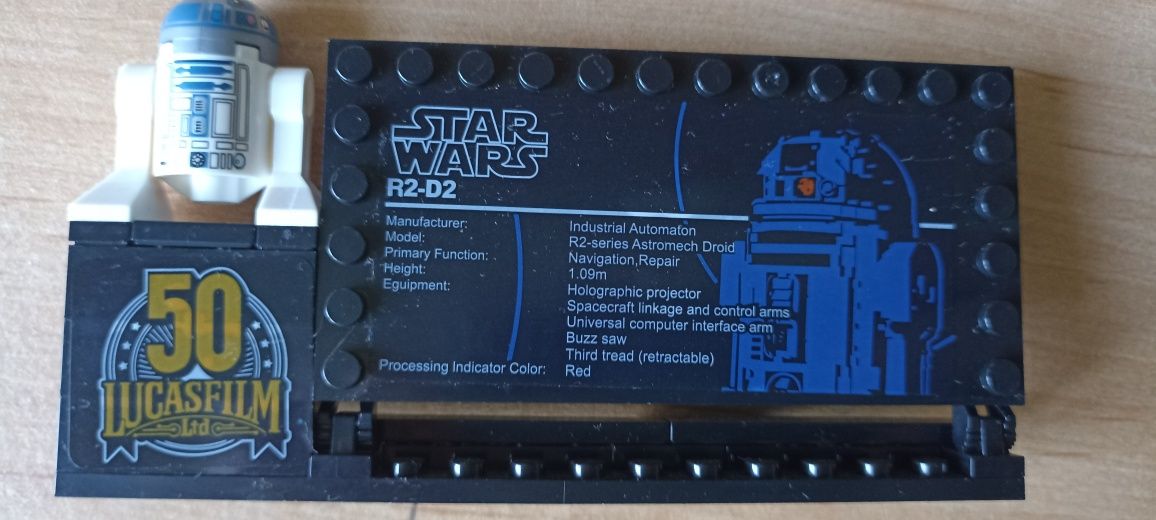 STAR
WARS
R2-D2
Manufacturer: Industrial Automaton
Model: R2-series Astromech Droid
Primary Function: Navigation,Repair
Height: 1.09m
Eguipment: Holographic projector
Spacecraft linkage and control arms
Universal computer interface arm
Buzz saw
Third tread (retractable)
Processing Indicator Color: Red
50
LUCASFILM
Ltd